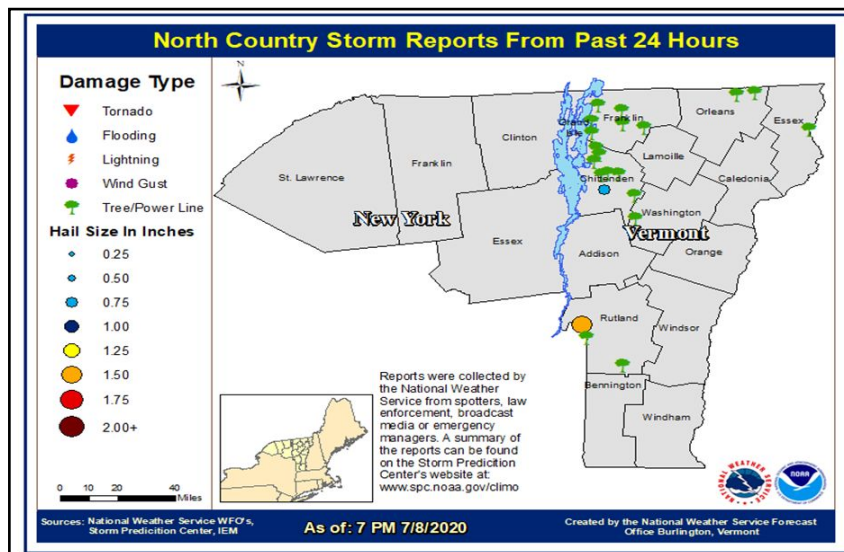 North Country Storm Reports From Past 24 Hours
Damage Type
Tornado
Flooding
Lightning
Wind Gust
Tree/Power Line
Hail Size In Inches
0.25
0.50
0.75
1.00
1.25
1.50
1.75
2.00+
0 10 20 40
Miles
N
St. Lawrence
Franklin
Clinton
Essex
New York
Grand
Isle
Franklin
Orleans
Essex
Lamoille
Chittenden
Caledonia
Washington
Vermont
Addison
Orange
Rutland
Windsor
Bennington
Windham
Reports were collected by
the National Weather
Service from spotters, law
enforcement, broadcast
media or emergency
managers. A summary of
the reports can be found
on the Storm Predicition
Center's website at:
www.spc.noaa.gov/climo
NOAA
Sources: National Weather Service WFO's,
Storm Predicition Center, IEM
As of: 7 PM 7/8/2020
Created by the National Weather Service Forecast
Office Burlington, Vermont